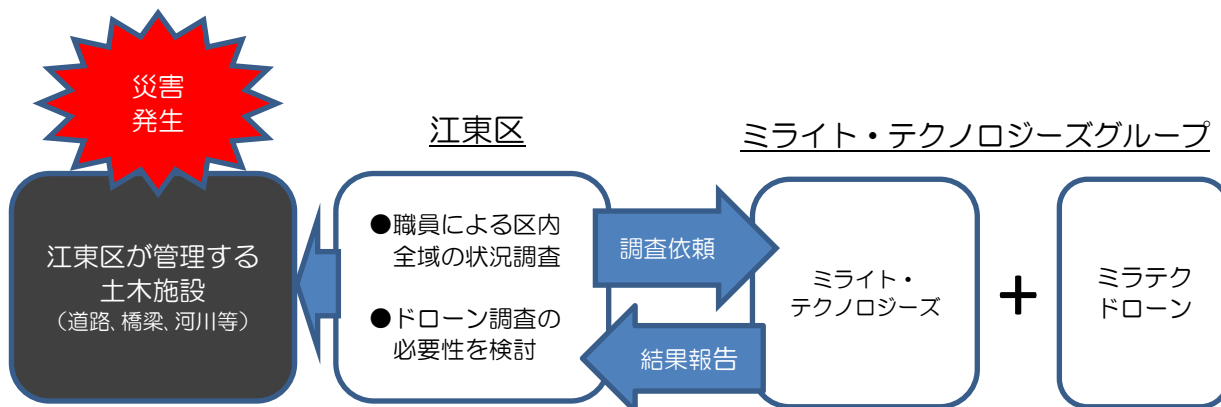 災害
発生
江東区が管理する
土木施設
（道路、橋梁、河川等）
江東区
●職員による区内
全域の状況調査
●ドローン調査の
必要性を検討
調査依頼
結果報告
ミライト・テクノロジーズグループ
ミライト・
テクノロジーズ
＋
ミラテク
ドローン